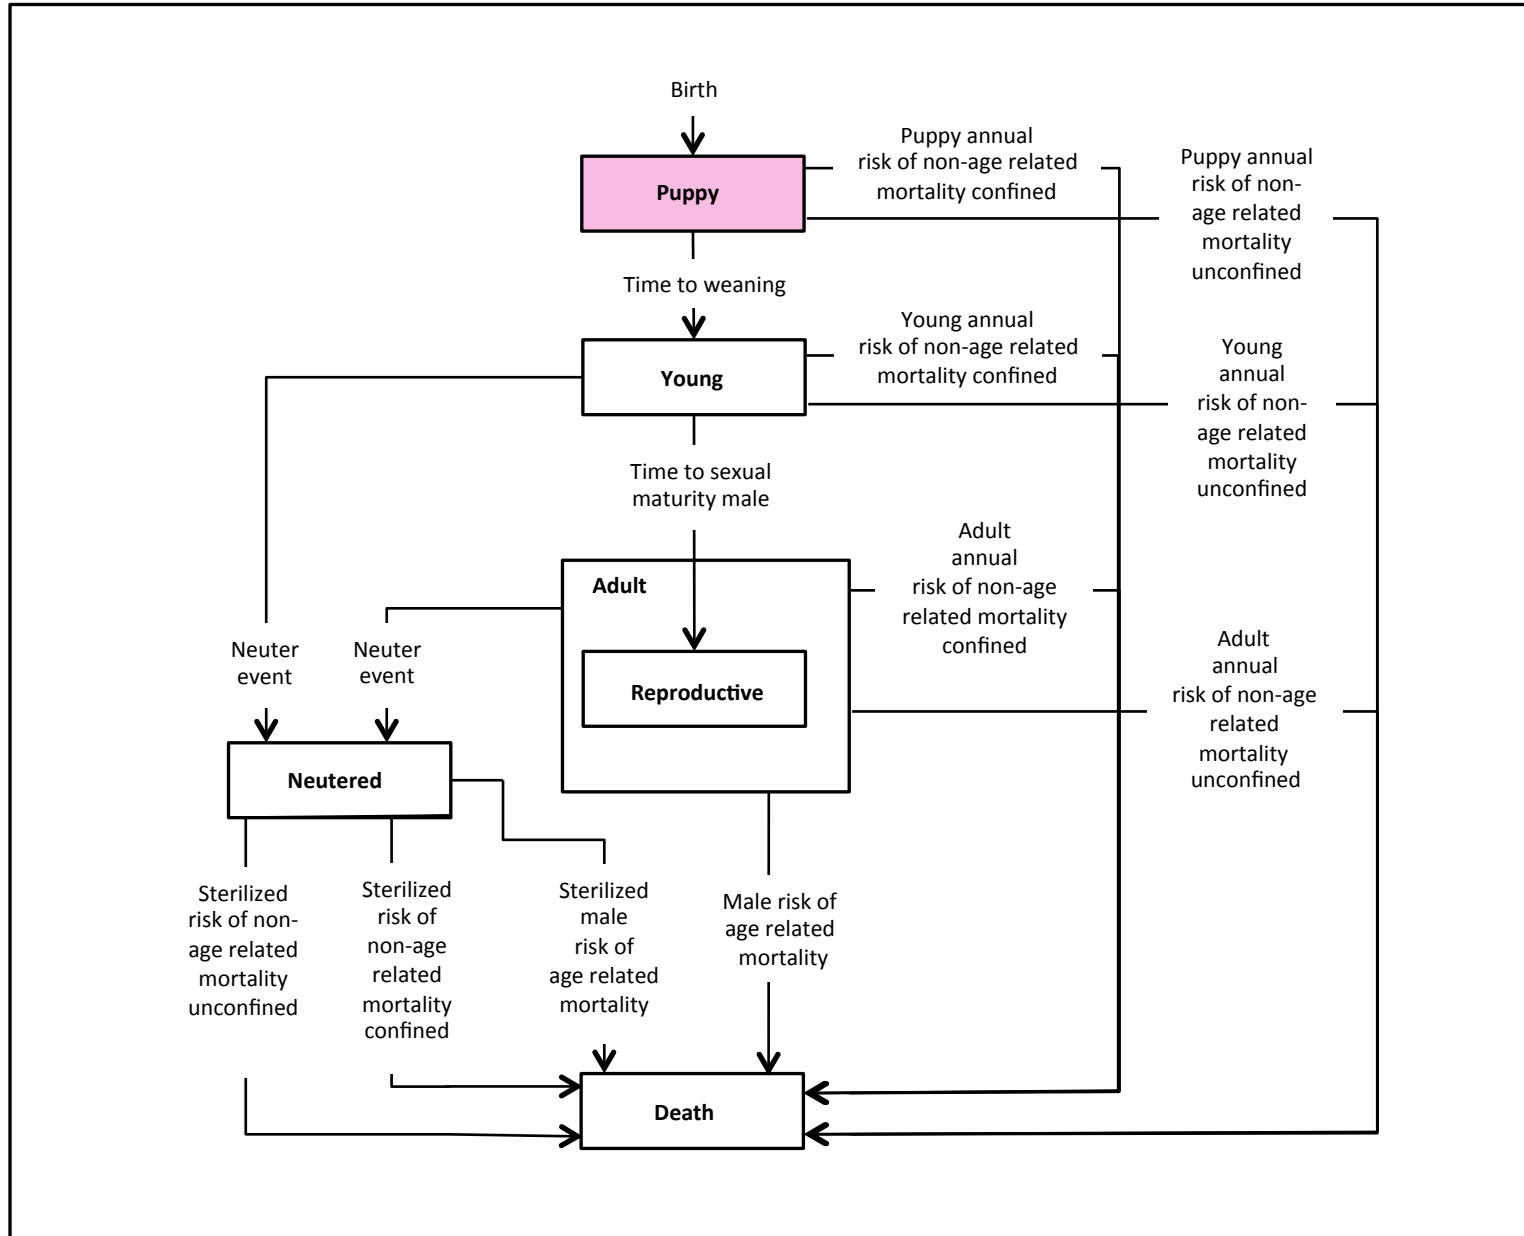 Birth
Puppy annual
risk of non-age related
mortality confined
Puppy annual
risk of non-
age related
mortality
unconfined
Puppy
Time to weaning
Young annual
risk of non-age related
mortality confined
Young
annual
risk of non-
age related
mortality
unconfined
Young
Time to sexual
maturity male
Adult
annual
risk of non-age
related mortality
confined
Adult
Neuter
event
Neuter
event
Reproductive
Adult
annual
risk of non-age
related
mortality
unconfined
Neutered
Sterilized
risk of non-
age related
mortality
unconfined
Sterilized
risk of
non-age
related
mortality
confined
Sterilized
male
risk of
age related
mortality
Male risk of
age related
mortality
Death